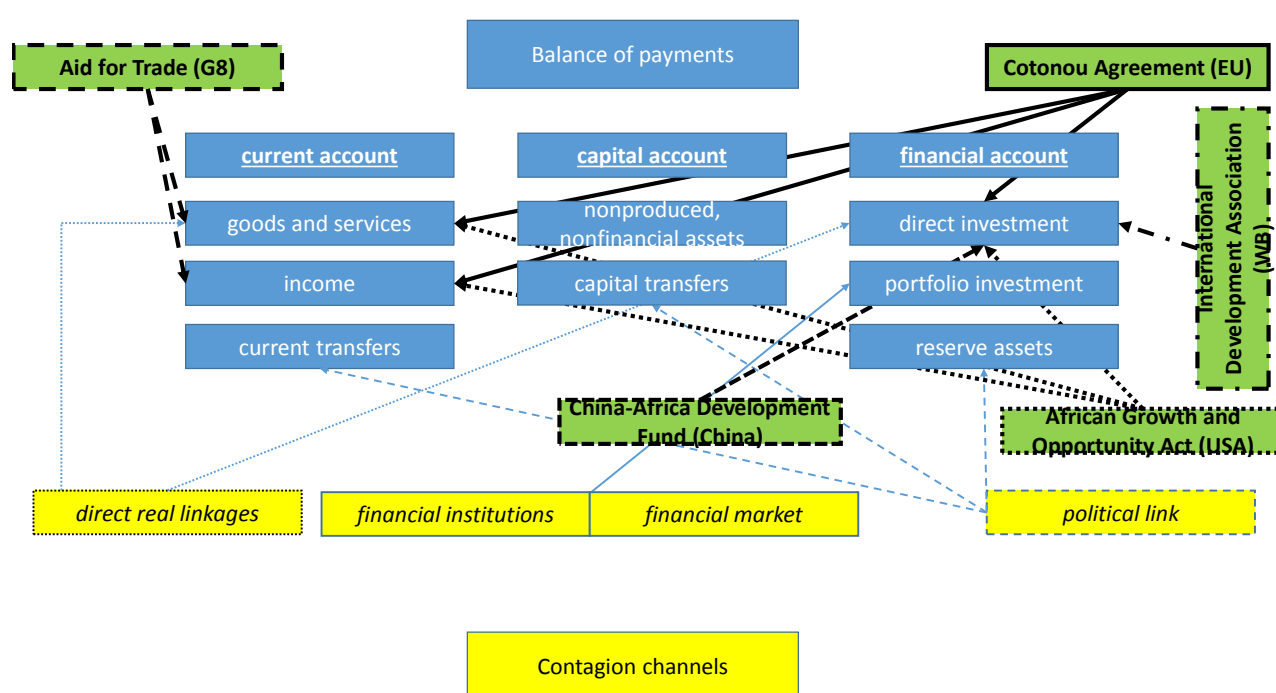 Balance of payments
Aid for Trade (G8)
Cotonou Agreement (EU)
current account
capital account
financial account
International
Development Association
(WB))
goods and services
nonproduced,
nonfinancial assets
direct investment
income
capital transfers
portfolio investment
current transfers
reserve assets
China-Africa Development
Fund (China)
African Growth and
Opportunity Act (USA)
direct real linkages
financial institutions
financial market
political link
Contagion channels